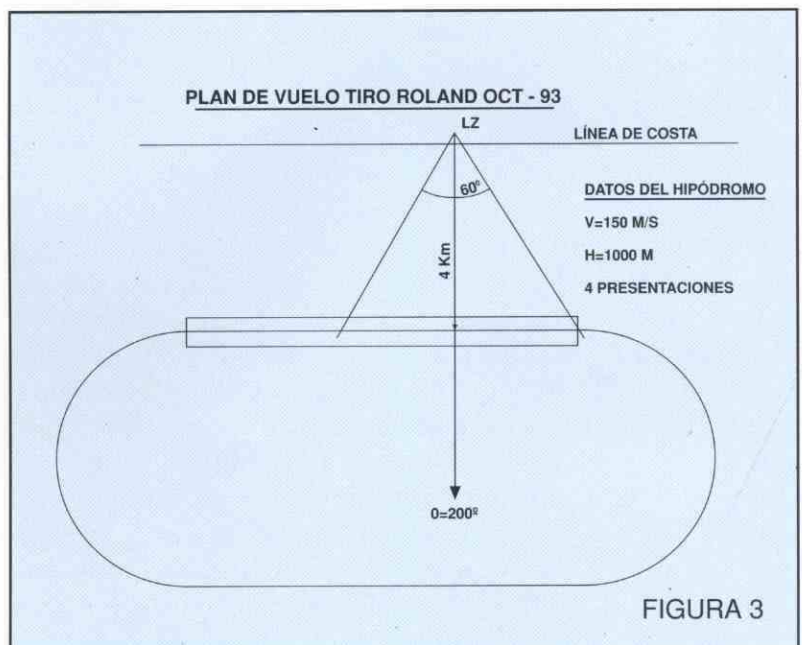 PLAN DE VUELO TIRO ROLAND OCT - 93
LZ
LÍNEA DE COSTA
60º
DATOS DEL HIPÓDROMO
V=150 M/S
H=1000 M
4 PRESENTACIONES
4 Km
0=200º
FIGURA 3